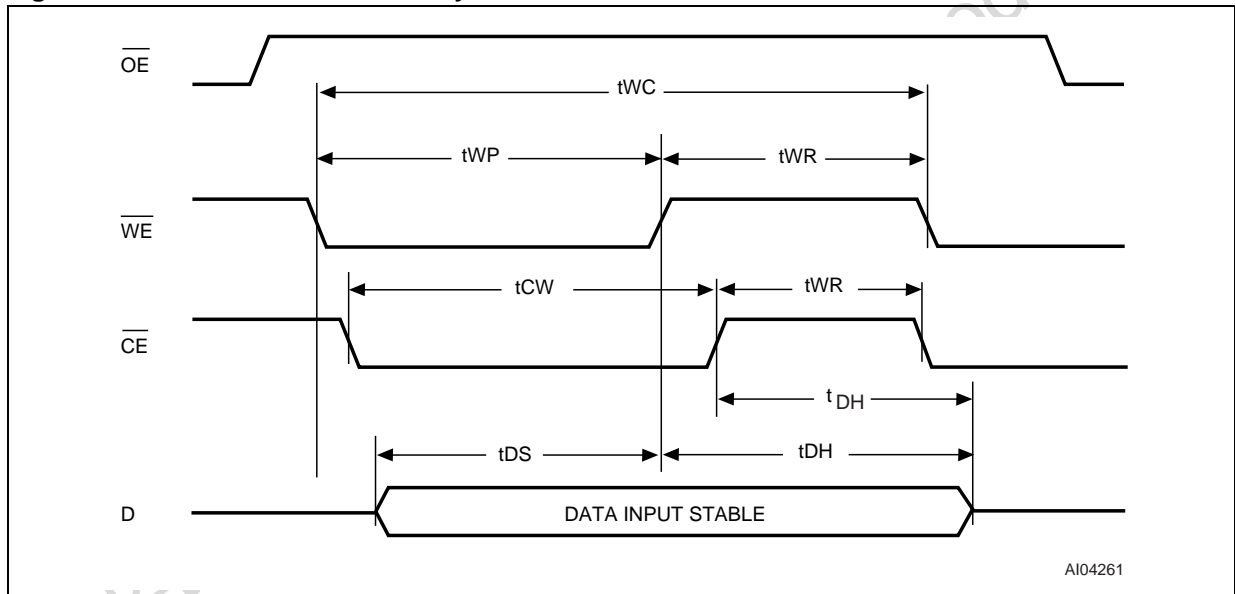 OE
tWC
tWP
tWR
WE
tCW
tWR
CE
t DH
tDS
tDH
D
DATA INPUT STABLE
AI04261